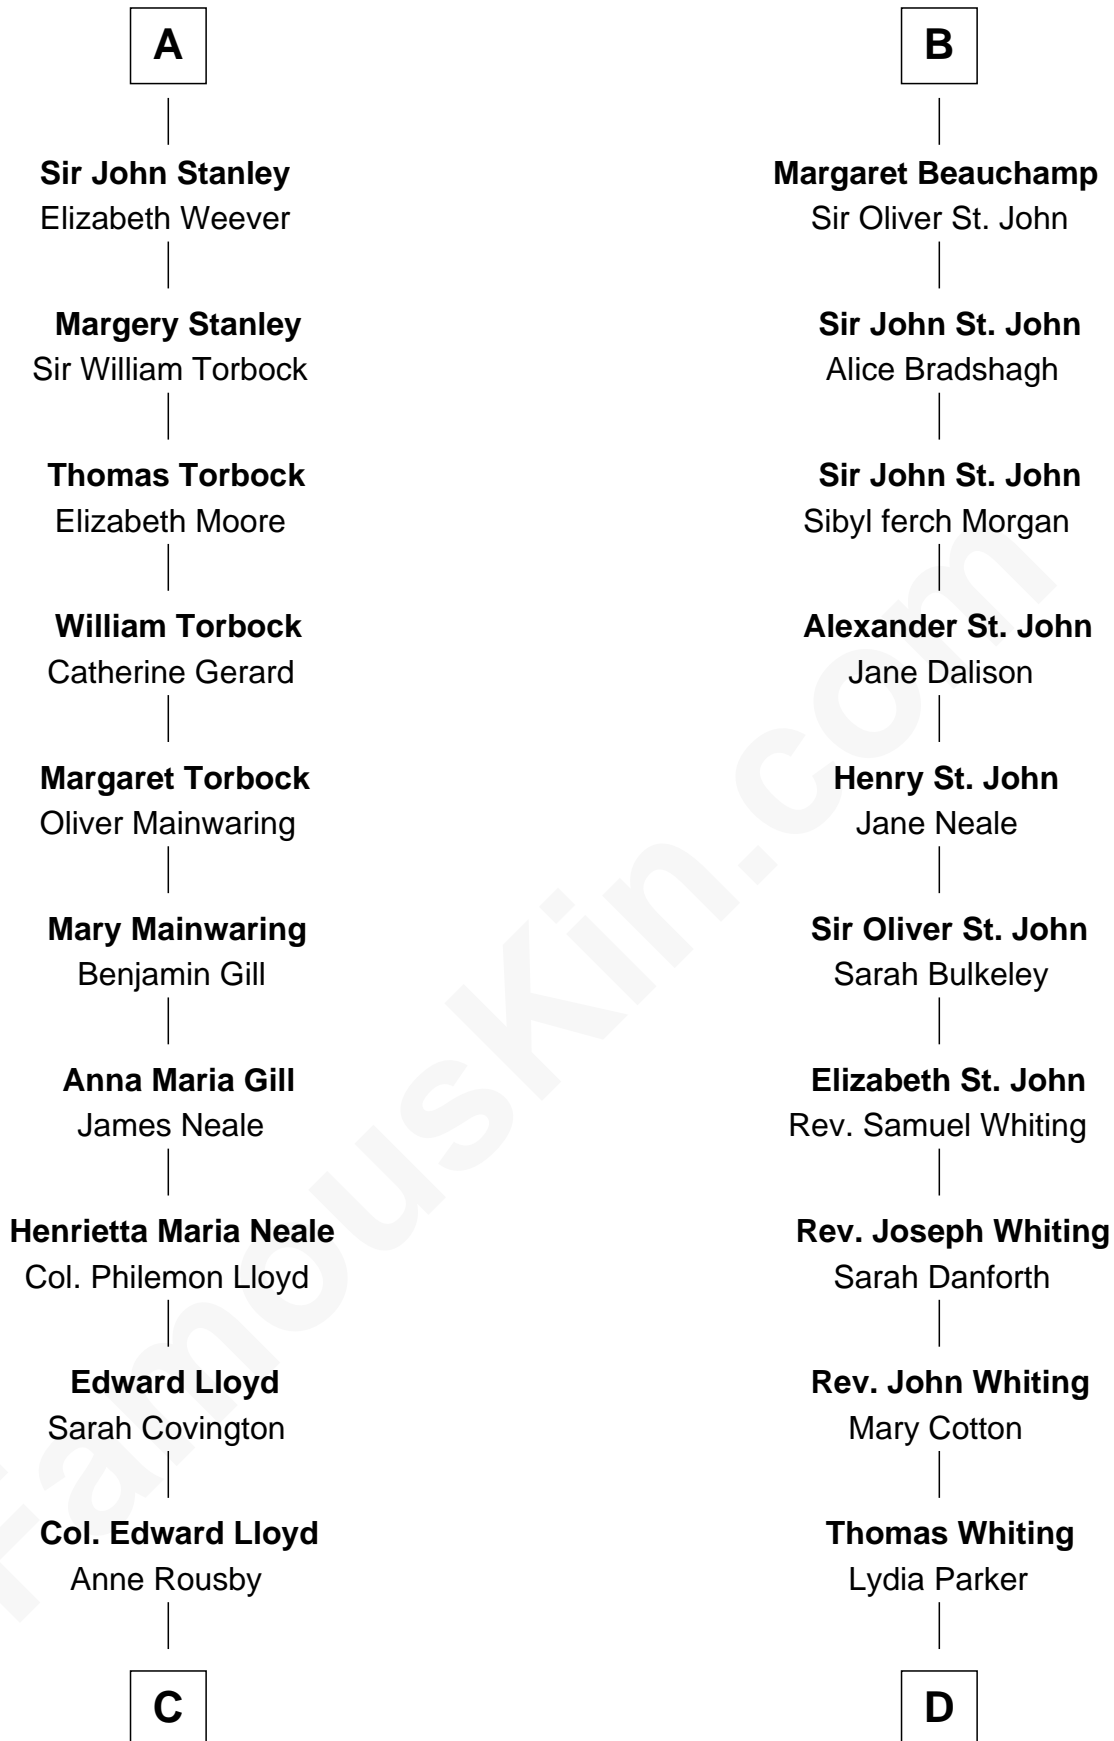 A
Sir John Stanley
Elizabeth Weever
Margery Stanley
Sir William Torbock
Thomas Torbock
Elizabeth Moore
William Torbock
Catherine Gerard
Margaret Torbock
Oliver Mainwaring
Mary Mainwaring
Benjamin Gill
Anna Maria Gill
James Neale
Henrietta Maria Neale
Col. Philemon Lloyd
Edward Lloyd
Sarah Covington
Col. Edward Lloyd
Anne Rousby
C
B
Margaret Beauchamp
Sir Oliver St. John
Sir John St. John
Alice Bradshagh
Sir John St. John
Sibyl ferch Morgan
Alexander St. John
Jane Dalison
Henry St. John
Jane Neale
Sir Oliver St. John
Sarah Bulkeley
Elizabeth St. John
Rev. Samuel Whiting
Rev. Joseph Whiting
Sarah Danforth
Rev. John Whiting
Mary Cotton
Thomas Whiting
Lydia Parker
D
FamousKin.com